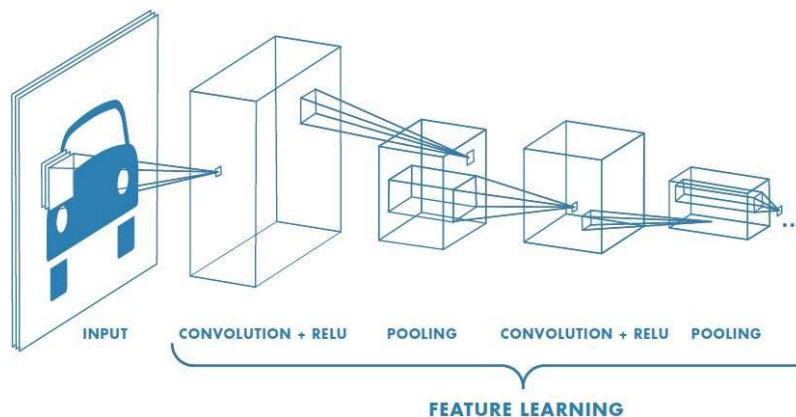 INPUT CONVOLUTION + RELU POOLING CONVOLUTION + RELU POOLING
FEATURE LEARNING